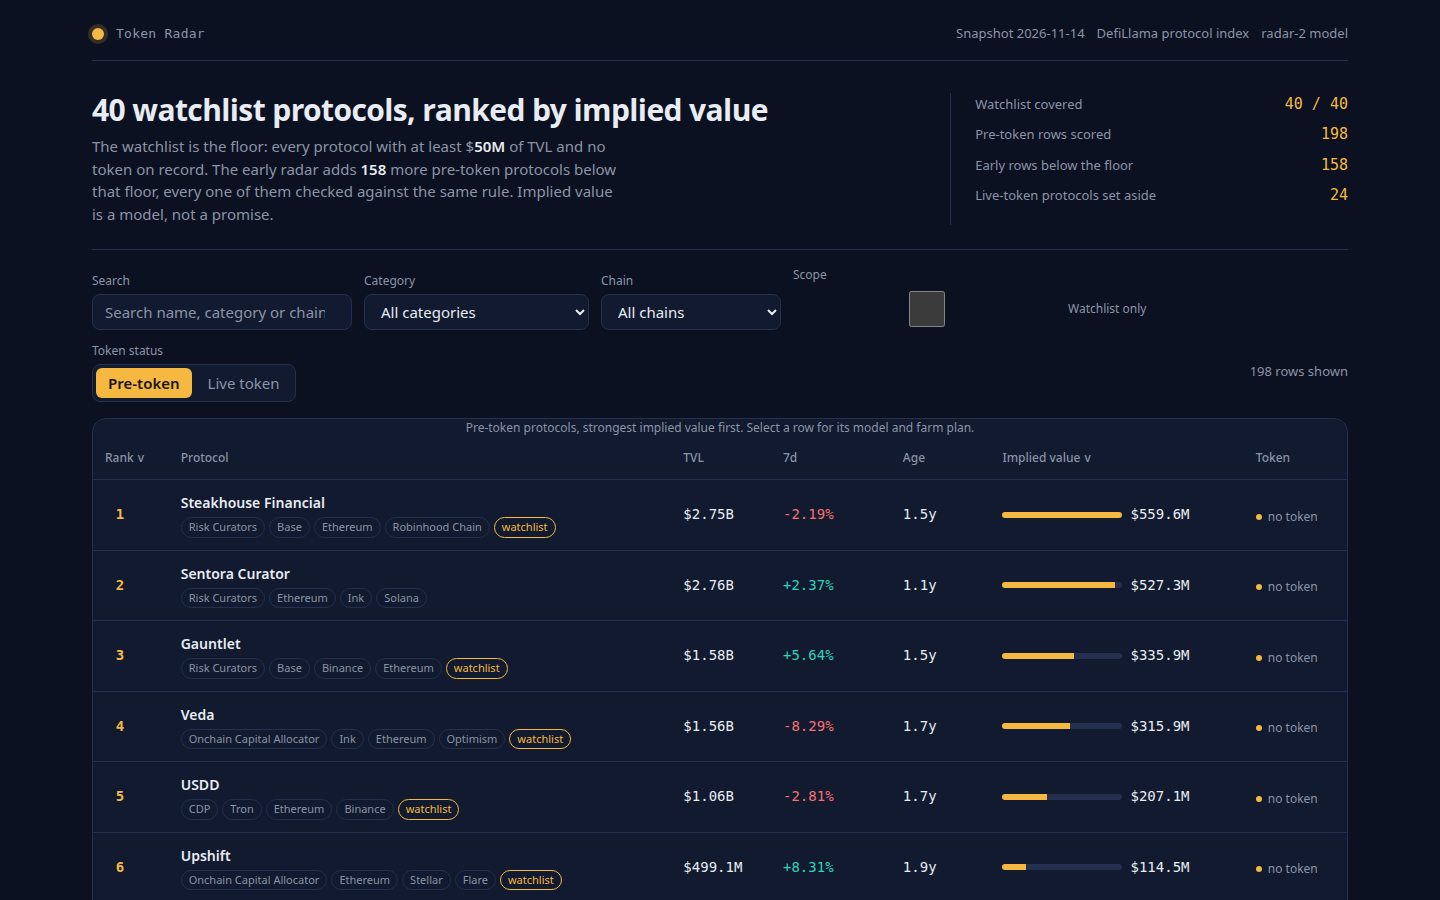 Token Radar
Snapshot 2026-11-14 DefiLlama protocol index radar-2 model
40 watchlist protocols, ranked by implied value
The watchlist is the floor: every protocol with at least $50M of TVL and no
token on record. The early radar adds 158 more pre-token protocols below
that floor, every one of them checked against the same rule. Implied value
is a model, not a promise.
Watchlist covered 40 / 40
Pre-token rows scored 198
Early rows below the floor 158
Live-token protocols set aside 24
Search Category Chain Scope
Search name, category or chain All categories All chains Watchlist only
Token status
Pre-token Live token
198 rows shown
Pre-token protocols, strongest implied value first. Select a row for its model and farm plan.
Rank v Protocol TVL 7d Age Implied value v Token
1 Steakhouse Financial $2.75B -2.19% 1.5y $559.6M no token
Risk Curators Base Ethereum Robinhood Chain watchlist
2 Sentora Curator $2.76B +2.37% 1.1y $527.3M no token
Risk Curators Ethereum Ink Solana
3 Gauntlet $1.58B +5.64% 1.5y $335.9M no token
Risk Curators Base Binance Ethereum watchlist
4 Veda $1.56B -8.29% 1.7y $315.9M no token
Onchain Capital Allocator Ink Ethereum Optimism watchlist
5 USDD $1.06B -2.81% 1.7y $207.1M no token
CDP Tron Ethereum Binance watchlist
6 Upshift $499.1M +8.31% 1.9y $114.5M no token
Onchain Capital Allocator Ethereum Stellar Flare watchlist